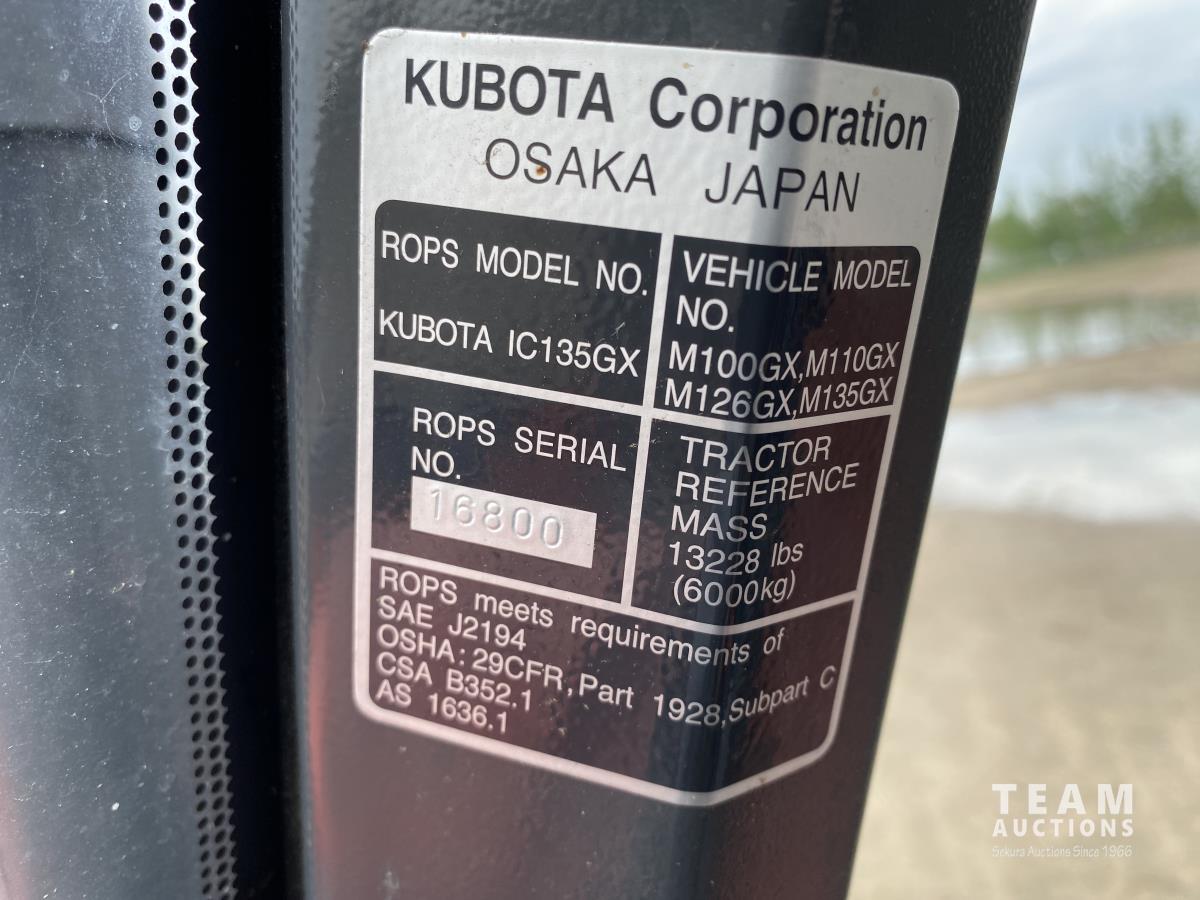 KUBOTA Corporation
OSAKA JAPAN
ROPS MODEL NO.
KUBOTA IC135GX
VEHICLE MODEL
NO.
M100GX,M110GX
M126GX,M135GX
ROPS SERIAL
NO.
16800
TRACTOR
REFERENCE
MASS
13228 lbs
(6000kg)
ROPS meets requirements of
SAE J2194
OSHA:29CFR,Part 1928,Subpart C
CSA B352.1
AS 1636.1
TEAM
AUCTIONS
Sekura Auctions Since 1966